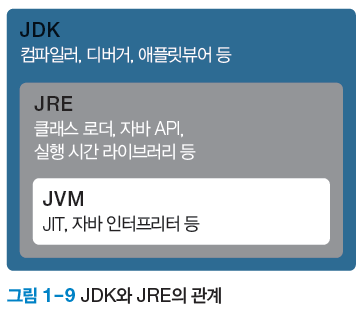 JDK
컴파일러, 디버거, 애플릿뷰어 등
JRE
클래스 로더, 자바 API,
실행 시간 라이브러리 등
JVM
JIT, 자바 인터프리터 등
그림 1-9 JDK와 JRE의 관계